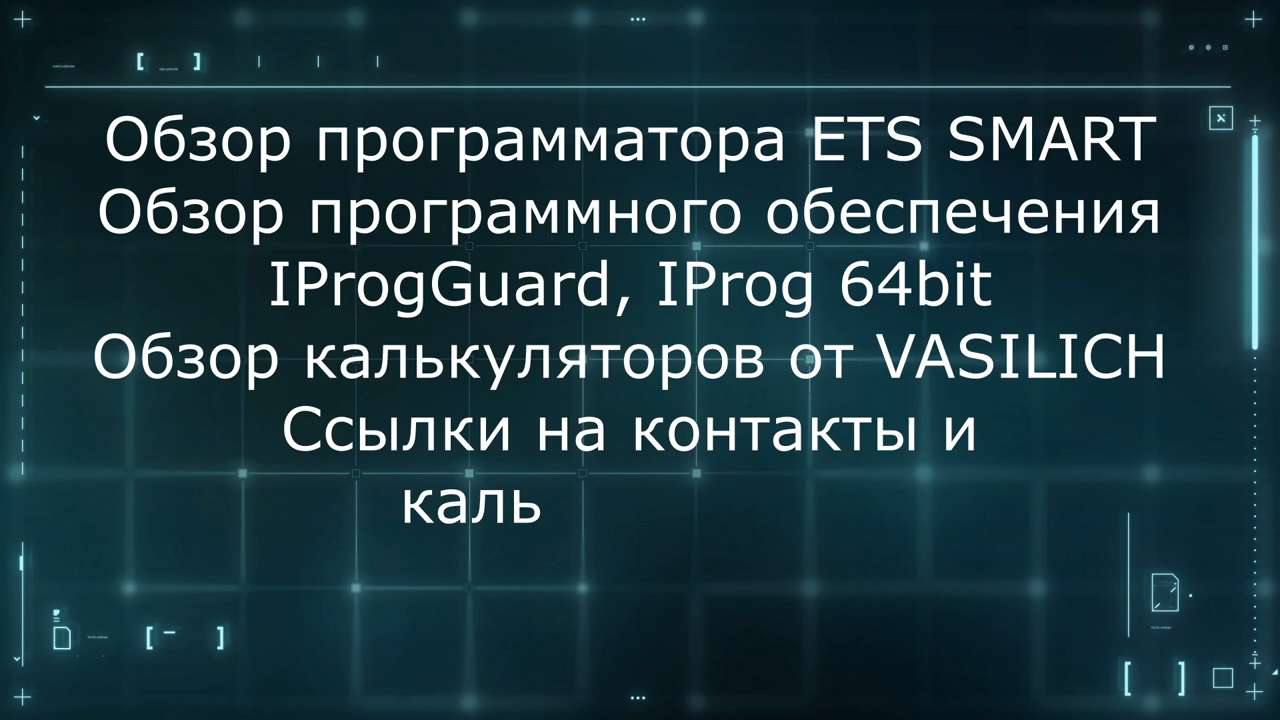 Обзор программатора ETS SMART
Обзор программного обеспечения
IProgGuard, IProg 64bit
Обзор калькуляторов от VASILICH
Ссылки на контакты и
каль